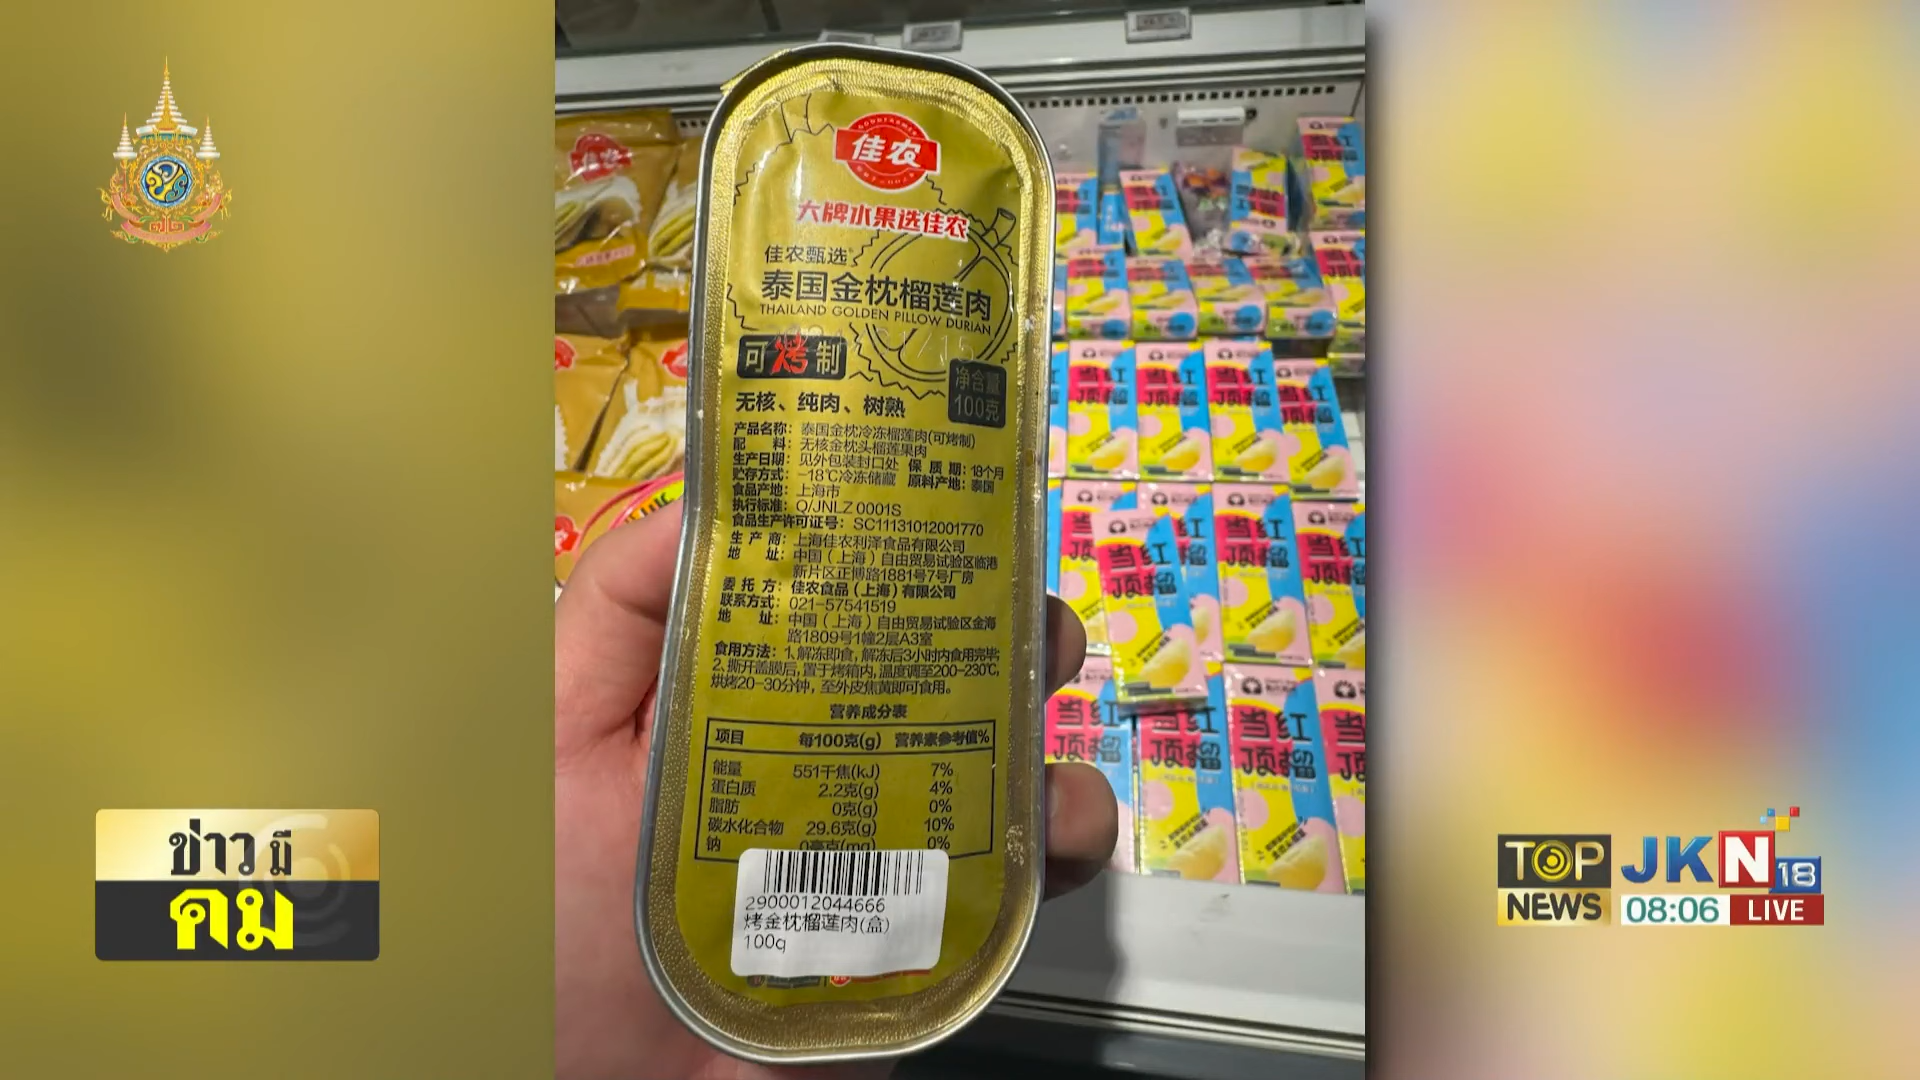 佳农
大牌水果选佳农
佳农甄选
泰国金枕榴莲肉
THAILAND GOLDEN PILLOW DURIAN
可烤制
净含量
100克
无核、纯肉、树熟
产品名称：泰国金枕冷冻榴莲肉(可烤制)
配 料：无核金枕头榴莲果肉
生产日期：见外包装封口处 保质期：18个月
贮存方式：-18℃冷冻储藏 原料产地：泰国
食品产地：上海市
执行标准：Q/JNLZ 0001S
食品生产许可证号：SC11131012001770
生产商：上海佳农利洋食品有限公司
地 址：中国（上海）自由贸易试验区临港
新片区正博路1881号7号厂房
委托方：佳农食品（上海）有限公司
联系方式：021-57541519
地 址：中国（上海）自由贸易试验区金海
路1809号1幢2层A3室
食用方法：1、解冻即食，解冻后3小时内食用完毕；
2、撕开盖膜后，置于烤箱内，温度调至200-230℃，
烘烤20-30分钟，至外皮焦黄即可食用。
营养成分表
项目 每100克(g) 营养素参考值%
能量 551千焦(kJ) 7%
蛋白质 2.2克(g) 4%
脂肪 0克(g) 0%
碳水化合物 29.6克(g) 10%
钠 0毫克(mg) 0%
2900012044666
烤金枕榴莲肉(盒)
100g
当红
顶榴
ข่าวมี
คม
TOP
NEWS
JKN 18
08:06 LIVE